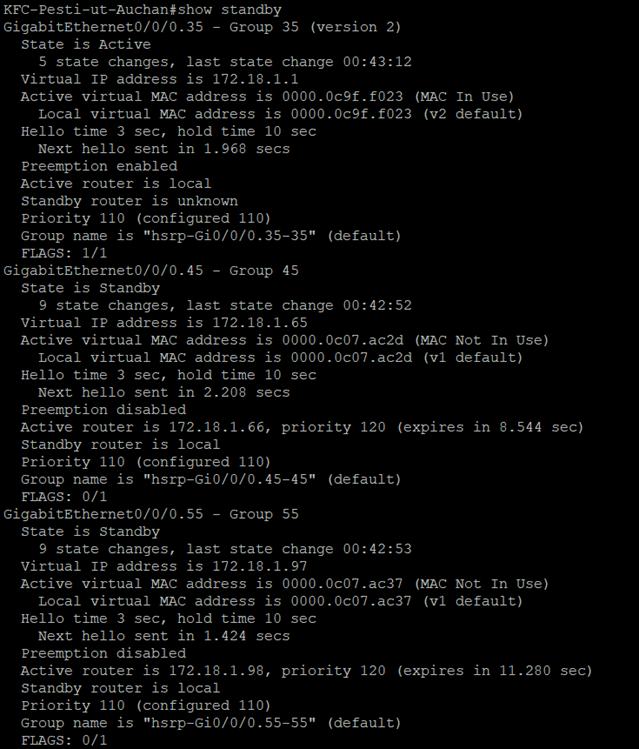 KFC-Pesti-ut-Auchan#show standby
GigabitEthernet0/0/0.35 - Group 35 (version 2)
  State is Active
    5 state changes, last state change 00:43:12
  Virtual IP address is 172.18.1.1
  Active virtual MAC address is 0000.0c9f.f023 (MAC In Use)
    Local virtual MAC address is 0000.0c9f.f023 (v2 default)
  Hello time 3 sec, hold time 10 sec
    Next hello sent in 1.968 secs
  Preemption enabled
  Active router is local
  Standby router is unknown
  Priority 110 (configured 110)
  Group name is "hsrp-Gi0/0/0.35-35" (default)
  FLAGS: 1/1
GigabitEthernet0/0/0.45 - Group 45
  State is Standby
    9 state changes, last state change 00:42:52
  Virtual IP address is 172.18.1.65
  Active virtual MAC address is 0000.0c07.ac2d (MAC Not In Use)
    Local virtual MAC address is 0000.0c07.ac2d (v1 default)
  Hello time 3 sec, hold time 10 sec
    Next hello sent in 2.208 secs
  Preemption disabled
  Active router is 172.18.1.66, priority 120 (expires in 8.544 sec)
  Standby router is local
  Priority 110 (configured 110)
  Group name is "hsrp-Gi0/0/0.45-45" (default)
  FLAGS: 0/1
GigabitEthernet0/0/0.55 - Group 55
  State is Standby
    9 state changes, last state change 00:42:53
  Virtual IP address is 172.18.1.97
  Active virtual MAC address is 0000.0c07.ac37 (MAC Not In Use)
    Local virtual MAC address is 0000.0c07.ac37 (v1 default)
  Hello time 3 sec, hold time 10 sec
    Next hello sent in 1.424 secs
  Preemption disabled
  Active router is 172.18.1.98, priority 120 (expires in 11.280 sec)
  Standby router is local
  Priority 110 (configured 110)
  Group name is "hsrp-Gi0/0/0.55-55" (default)
  FLAGS: 0/1